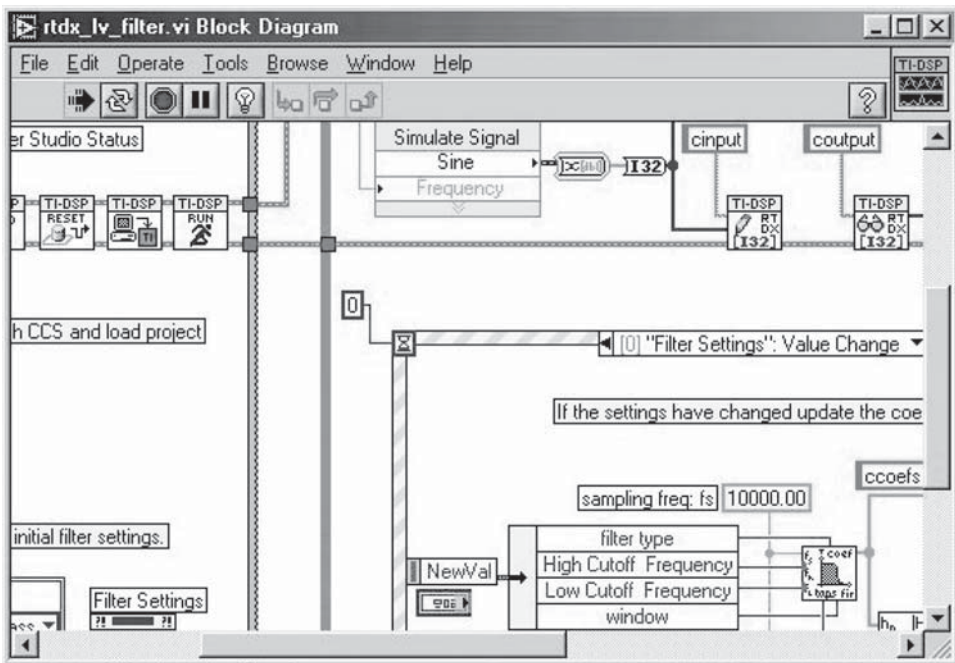 rtdx_lv_filter.vi Block Diagram
File Edit Operate Tools Browse Window Help
TI-DSP
er Studio Status
Simulate Signal
Sine
Frequency
I32
cinput
coutput
TI-DSP
RESET
TI-DSP
TI
TI-DSP
RUN
TI-DSP
RT
DX
[I32]
TI-DSP
RT
DX
[I32]
0
h CCS and load project
[0] "Filter Settings": Value Change
If the settings have changed update the coe
ccoefs
sampling freq: fs 10000.00
initial filter settings.
filter type
NewVal
High Cutoff Frequency
Low Cutoff Frequency
window
coef
taps fir
Filter Settings
ass